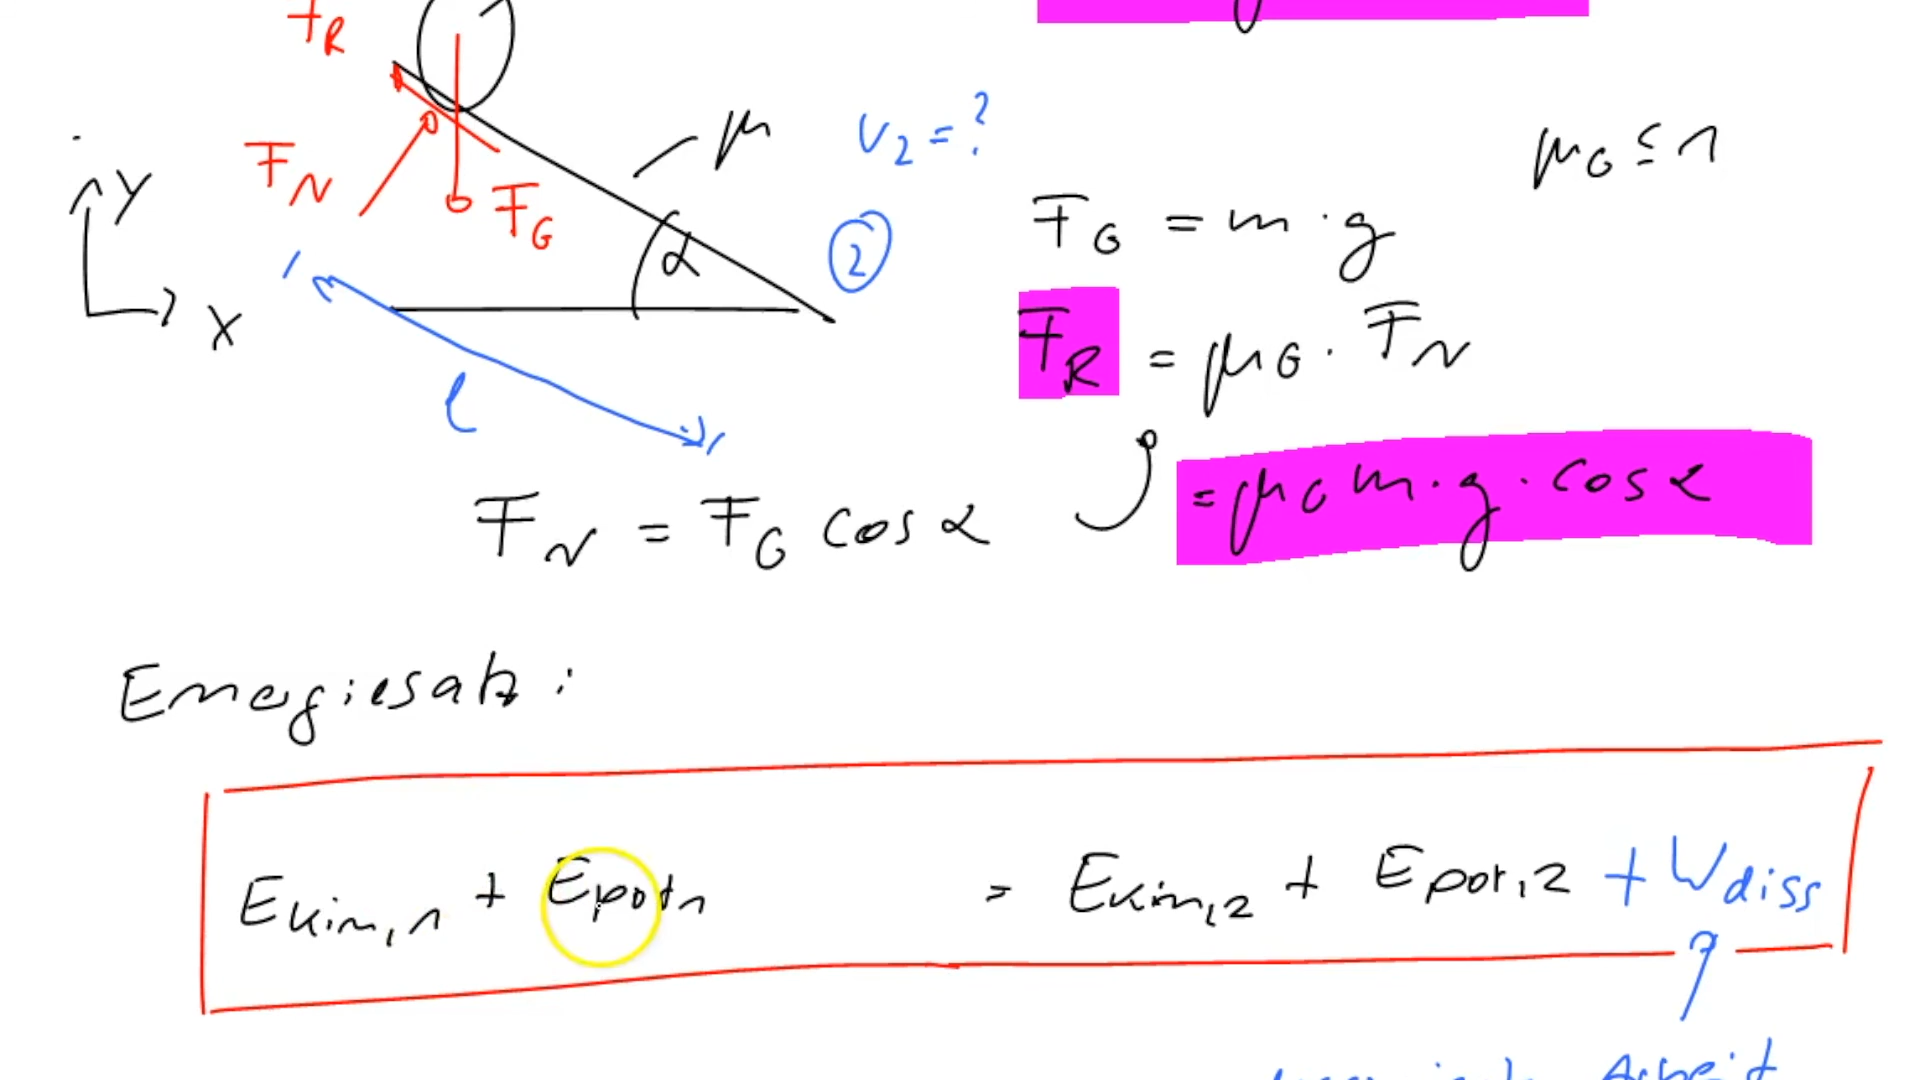 F_R
μ
v_2 = ?
μ_G ≤ 1
y
F_N
F_G
F_G = m · g
α
2
x
F_R = μ_G · F_N
l
= μ_G m · g · cos α
F_N = F_G cos α
Energiesatz :
E_kin,1 + E_pot,1 = E_kin,2 + E_pot,2 + W_diss
Arbeit